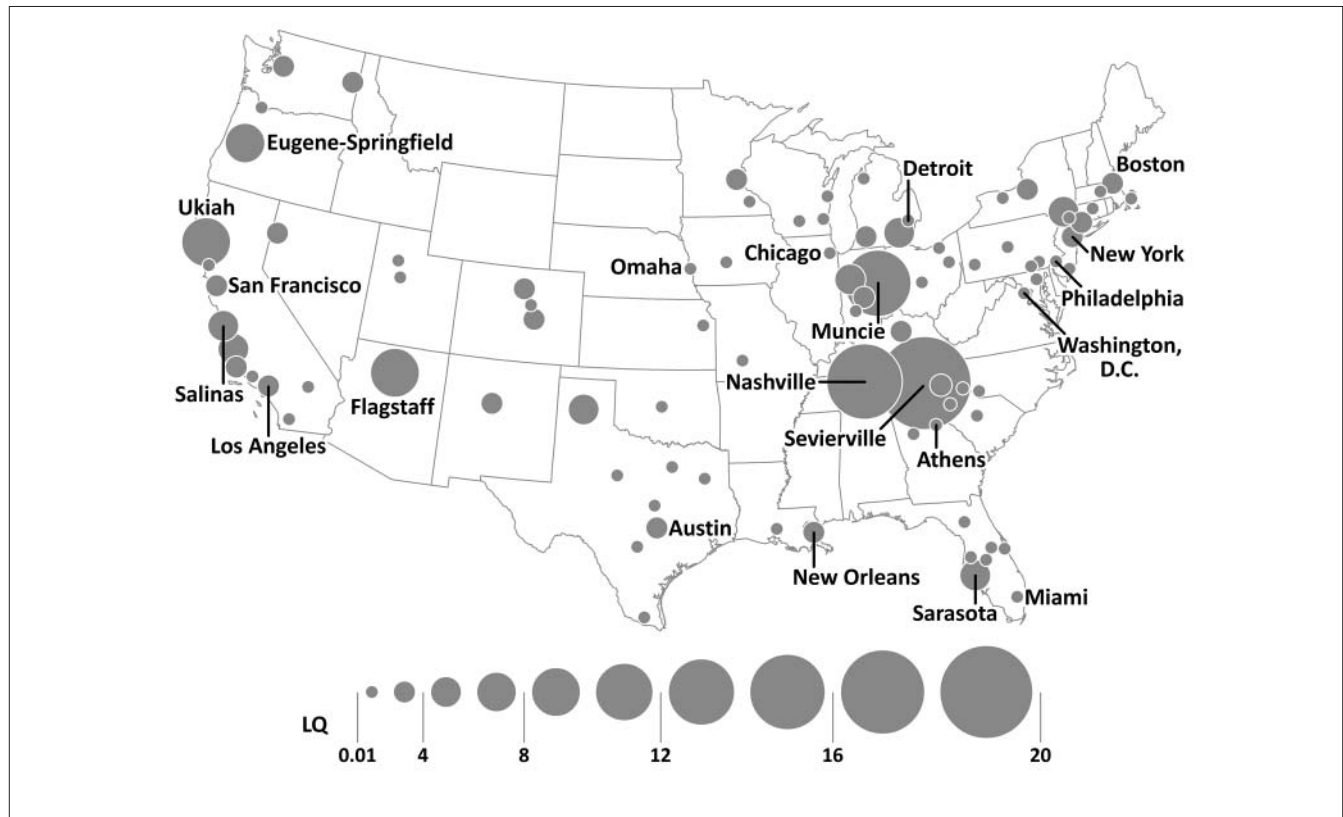 Eugene-Springfield
Ukiah
San Francisco
Salinas
Los Angeles
Flagstaff
Omaha
Chicago
Detroit
Boston
New York
Philadelphia
Washington,
D.C.
Muncie
Nashville
Sevierville
Athens
Austin
New Orleans
Sarasota
Miami
LQ
0.01 4 8 12 16 20